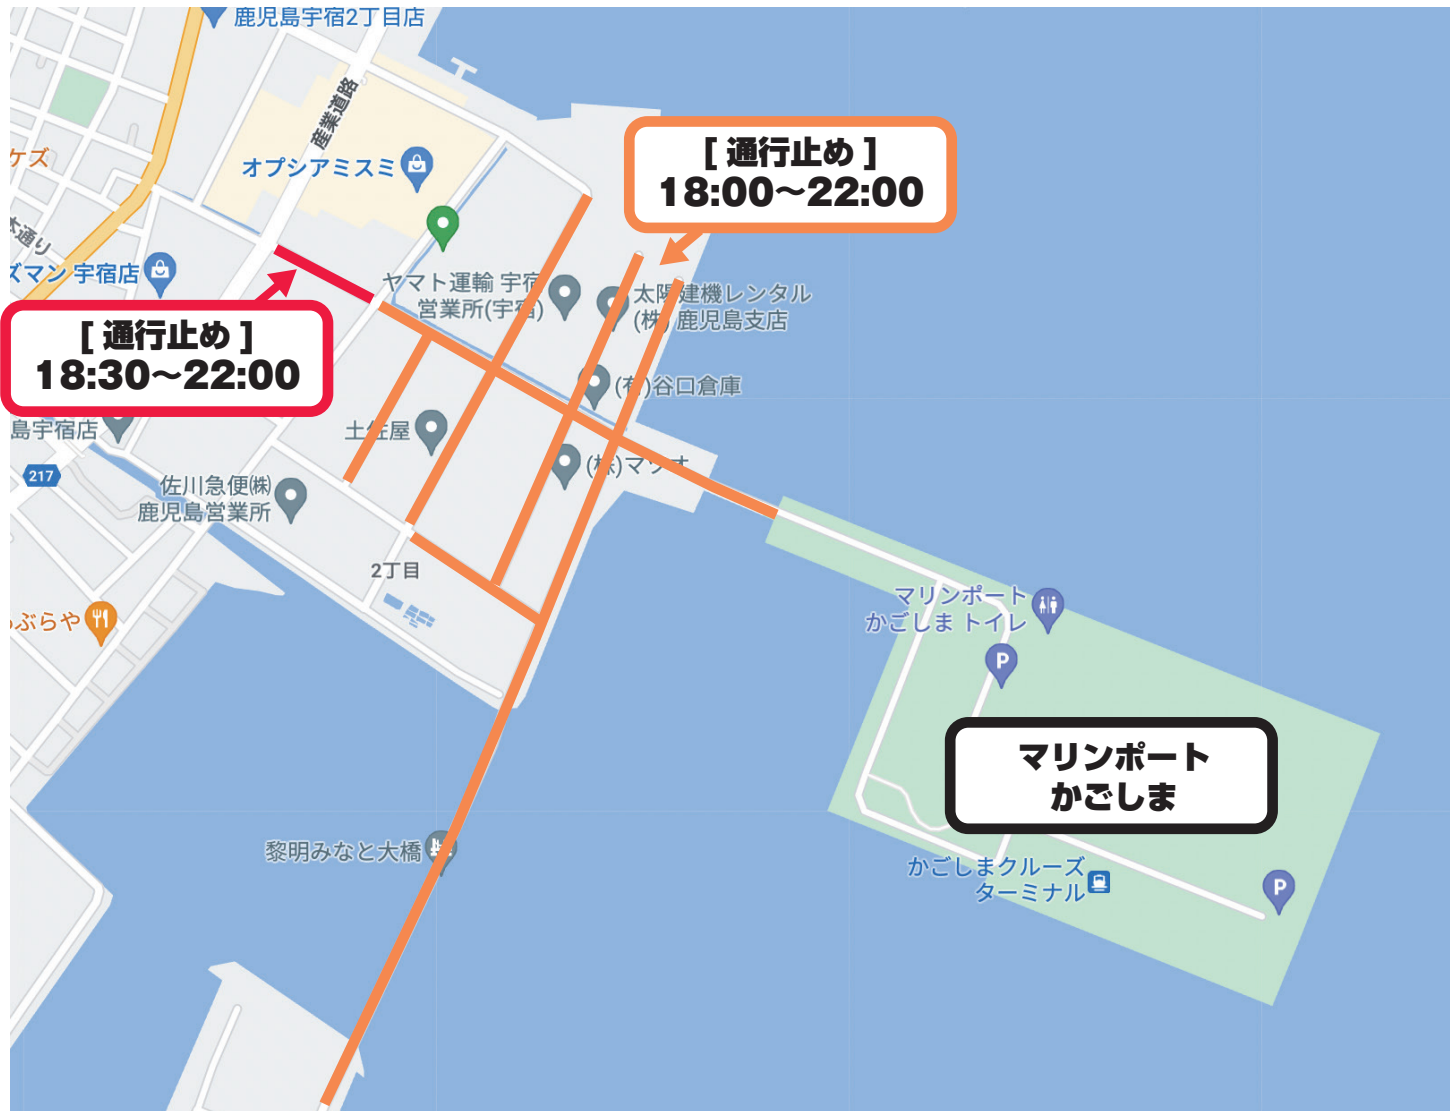 鹿児島宇宿2丁目店
産業道路
ケズ
オプシアミスミ
[ 通行止め ]
18:00～22:00
通り
ズマン 宇宿店
ヤマト運輸 宇宿
営業所(宇宿)
太陽建機レンタル
(株) 鹿児島支店
[ 通行止め ]
18:30～22:00
(有)谷口倉庫
島宇宿店
土佐屋
(株)マツオ
217
佐川急便㈱
鹿児島営業所
2丁目
ぶらや
マリンポート
かごしま トイレ
P
マリンポート
かごしま
黎明みなと大橋
かごしまクルーズ
ターミナル
P